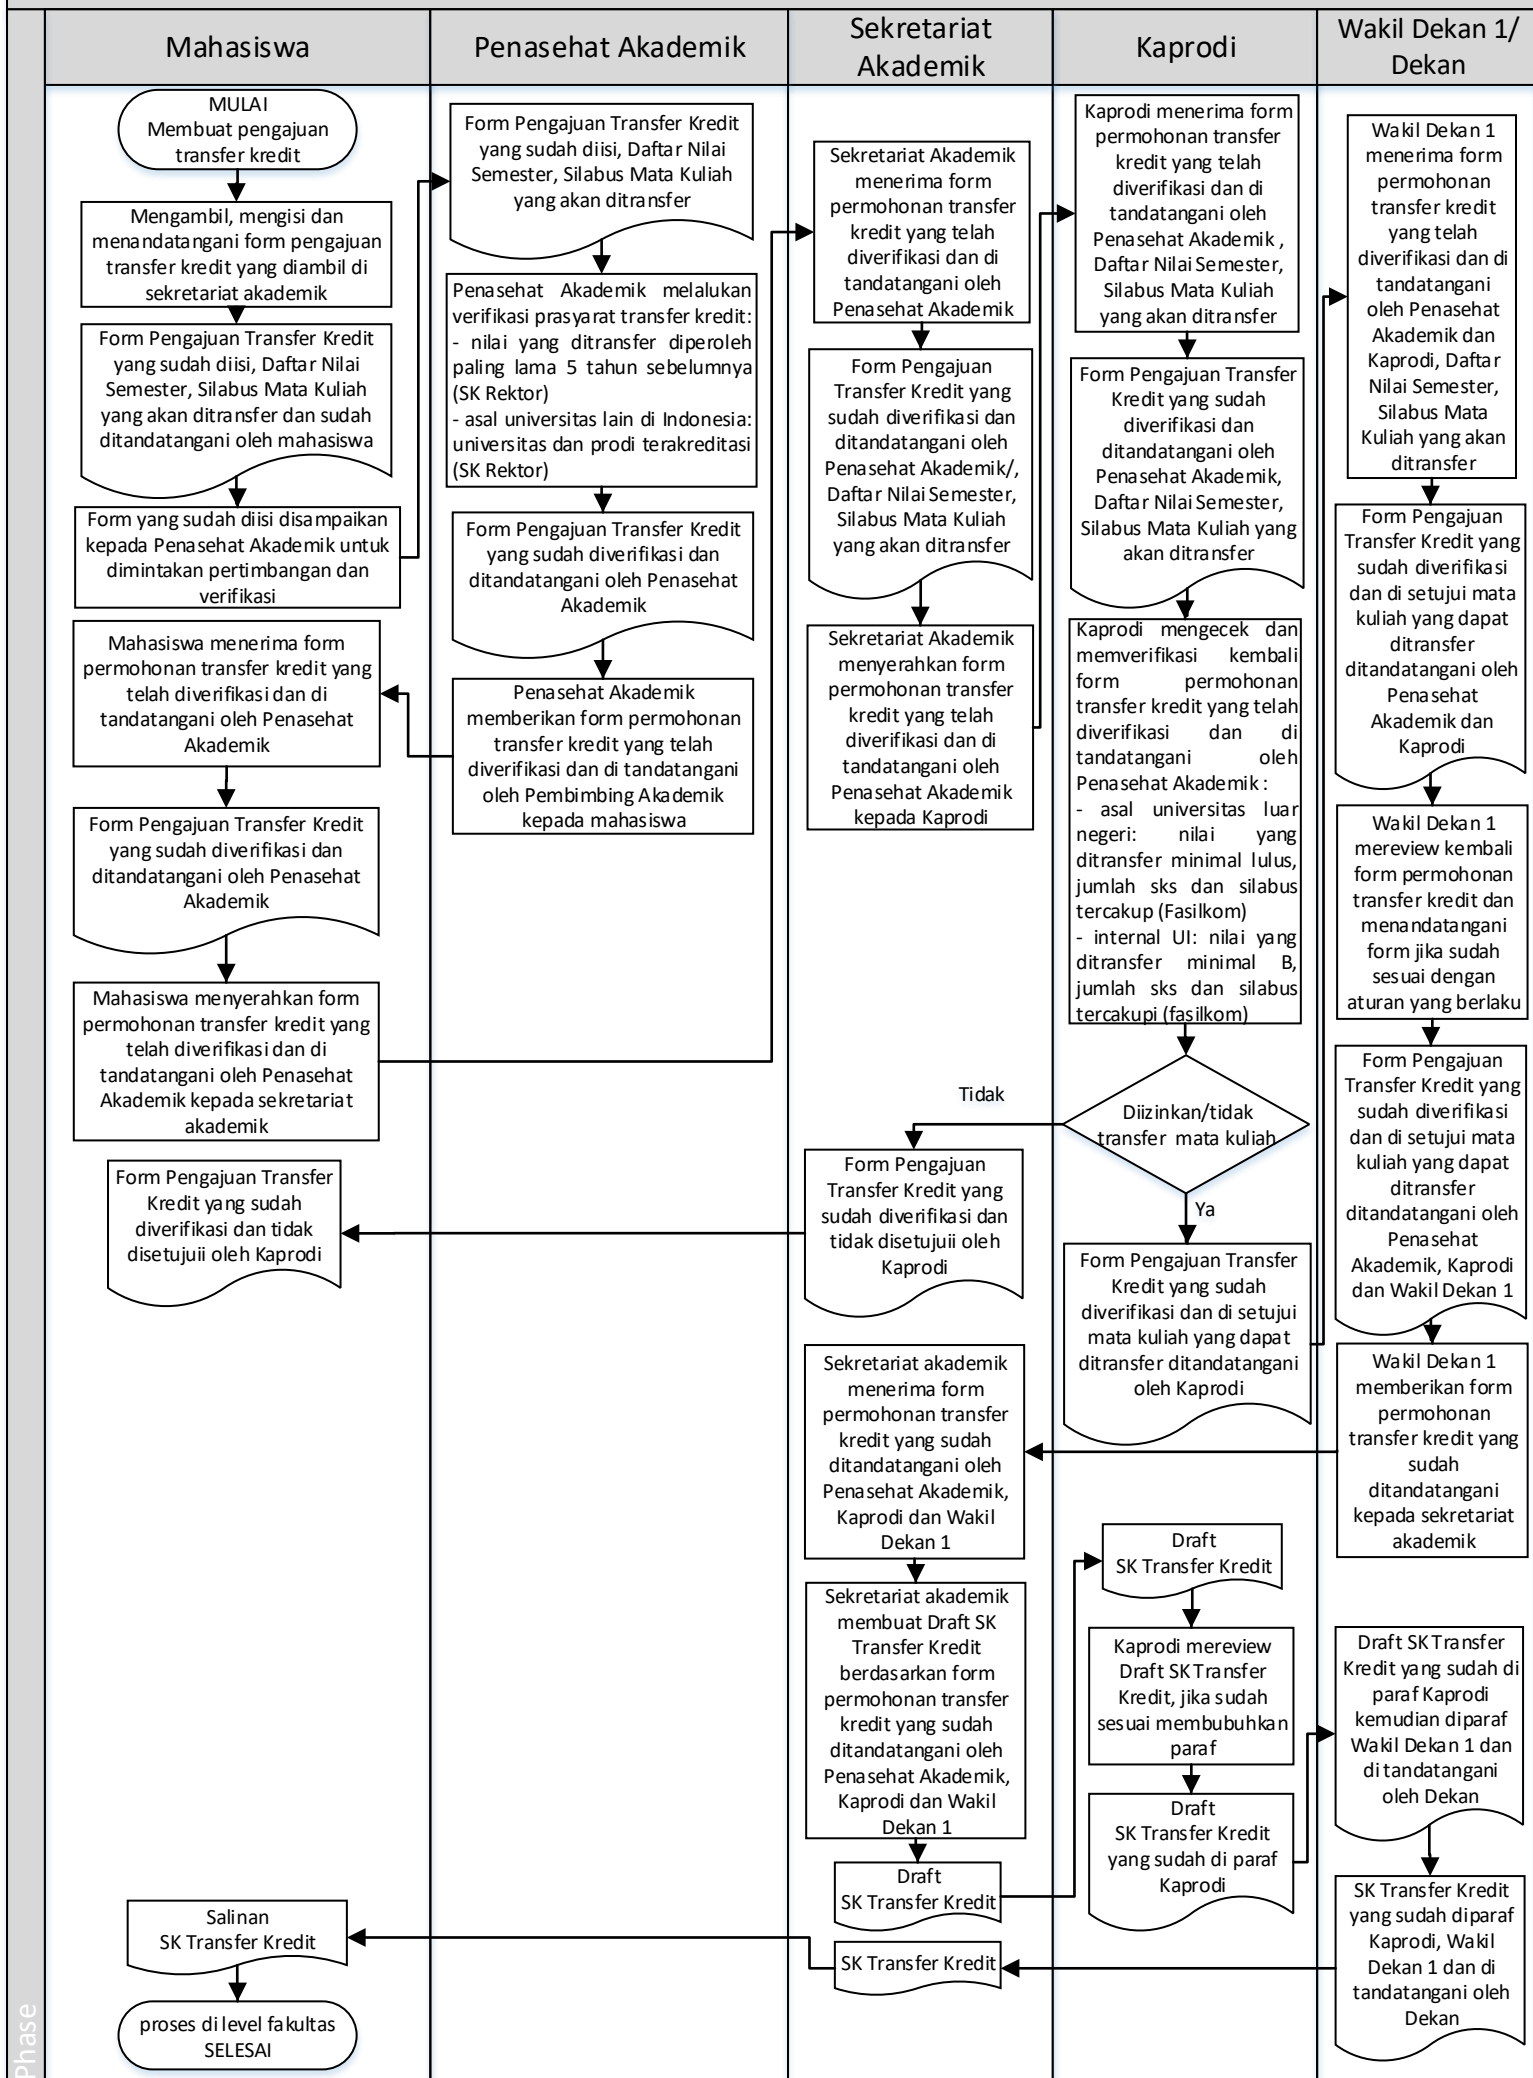 Mahasiswa
Penasehat Akademik
Sekretariat
Akademik
Kaprodi
Wakil Dekan 1/
Dekan
MULAI
Membuat pengajuan
transfer kredit
Mengambil, mengisi dan
menandatangani form pengajuan
transfer kredit yang diambil di
sekretariat akademik
Form Pengajuan Transfer Kredit
yang sudah diisi, Daftar Nilai
Semester, Silabus Mata Kuliah
yang akan ditransfer dan sudah
ditandatangani oleh mahasiswa
Form yang sudah diisi disampaikan
kepada Penasehat Akademik untuk
dimintakan pertimbangan dan
verifikasi
Mahasiswa menerima form
permohonan transfer kredit yang
telah diverifikasi dan di
tandatangani oleh Penasehat
Akademik
Form Pengajuan Transfer Kredit
yang sudah diverifikasi dan
ditandatangani oleh Penasehat
Akademik
Mahasiswa menyerahkan form
permohonan transfer kredit yang
telah diverifikasi dan di
tandatangani oleh Penasehat
Akademik kepada sekretariat
akademik
Form Pengajuan Transfer
Kredit yang sudah
diverifikasi dan tidak
disetujuii oleh Kaprodi
Salinan
SK Transfer Kredit
proses di level fakultas
SELESAI
Form Pengajuan Transfer Kredit
yang sudah diisi, Daftar Nilai
Semester, Silabus Mata Kuliah
yang akan ditransfer
Penasehat Akademik melalukan
verifikasi prasyarat transfer kredit:
- nilai yang ditransfer diperoleh
paling lama 5 tahun sebelumnya
(SK Rektor)
- asal universitas lain di Indonesia:
universitas dan prodi terakreditasi
(SK Rektor)
Form Pengajuan Transfer Kredit
yang sudah diverifikasi dan
ditandatangani oleh Penasehat
Akademik
Penasehat Akademik
memberikan form permohonan
transfer kredit yang telah
diverifikasi dan di tandatangani
oleh Pembimbing Akademik
kepada mahasiswa
Sekretariat Akademik
menerima form
permohonan transfer
kredit yang telah
diverifikasi dan di
tandatangani oleh
Penasehat Akademik
Form Pengajuan
Transfer Kredit yang
sudah diverifikasi dan
ditandatangani oleh
Penasehat Akademik/,
Daftar Nilai Semester,
Silabus Mata Kuliah
yang akan ditransfer
Sekretariat Akademik
menyerahkan form
permohonan transfer
kredit yang telah
diverifikasi dan di
tandatangani oleh
Penasehat Akademik
kepada Kaprodi
Tidak
Form Pengajuan
Transfer Kredit yang
sudah diverifikasi dan
tidak disetujuii oleh
Kaprodi
Sekretariat akademik
menerima form
permohonan transfer
kredit yang sudah
ditandatangani oleh
Penasehat Akademik,
Kaprodi dan Wakil
Dekan 1
Sekretariat akademik
membuat Draft SK
Transfer Kredit
berdasarkan form
permohonan transfer
kredit yang sudah
ditandatangani oleh
Penasehat Akademik,
Kaprodi dan Wakil
Dekan 1
Draft
SK Transfer Kredit
SK Transfer Kredit
Kaprodi menerima form
permohonan transfer
kredit yang telah
diverifikasi dan di
tandatangani oleh
Penasehat Akademik ,
Daftar Nilai Semester,
Silabus Mata Kuliah
yang akan ditransfer
Form Pengajuan Transfer
Kredit yang sudah
diverifikasi dan
ditandatangani oleh
Penasehat Akademik,
Daftar Nilai Semester,
Silabus Mata Kuliah yang
akan ditransfer
Kaprodi mengecek dan
memverifikasi kembali
form permohonan
transfer kredit yang telah
diverifikasi dan di
tandatangani oleh
Penasehat Akademik :
- asal universitas luar
negeri: nilai yang
ditransfer minimal lulus,
jumlah sks dan silabus
tercakup (Fasilkom)
- internal UI: nilai yang
ditransfer minimal B,
jumlah sks dan silabus
tercakupi (fasilkom)
Diizinkan/tidak
transfer mata kuliah
Ya
Form Pengajuan Transfer
Kredit yang sudah
diverifikasi dan di setujui
mata kuliah yang dapat
ditransfer ditandatangani
oleh Kaprodi
Draft
SK Transfer Kredit
Kaprodi mereview
Draft SK Transfer
Kredit, jika sudah
sesuai membubuhkan
paraf
Draft
SK Transfer Kredit
yang sudah di paraf
Kaprodi
Wakil Dekan 1
menerima form
permohonan
transfer kredit
yang telah
diverifikasi dan di
tandatangani
oleh Penasehat
Akademik dan
Kaprodi, Daftar
Nilai Semester,
Silabus Mata
Kuliah yang akan
ditransfer
Form Pengajuan
Transfer Kredit yang
sudah diverifikasi
dan di setujui mata
kuliah yang dapat
ditransfer
ditandatangani oleh
Penasehat
Akademik dan
Kaprodi
Wakil Dekan 1
mereview kembali
form permohonan
transfer kredit dan
menandatangani
form jika sudah
sesuai dengan
aturan yang berlaku
Form Pengajuan
Transfer Kredit yang
sudah diverifikasi
dan di setujui mata
kuliah yang dapat
ditransfer
ditandatangani oleh
Penasehat
Akademik, Kaprodi
dan Wakil Dekan 1
Wakil Dekan 1
memberikan form
permohonan
transfer kredit yang
sudah
ditandatangani
kepada sekretariat
akademik
Draft SK Transfer
Kredit yang sudah di
paraf Kaprodi
kemudian diparaf
Wakil Dekan 1 dan
di tandatangani
oleh Dekan
SK Transfer Kredit
yang sudah diparaf
Kaprodi, Wakil
Dekan 1 dan di
tandatangani oleh
Dekan
Phase